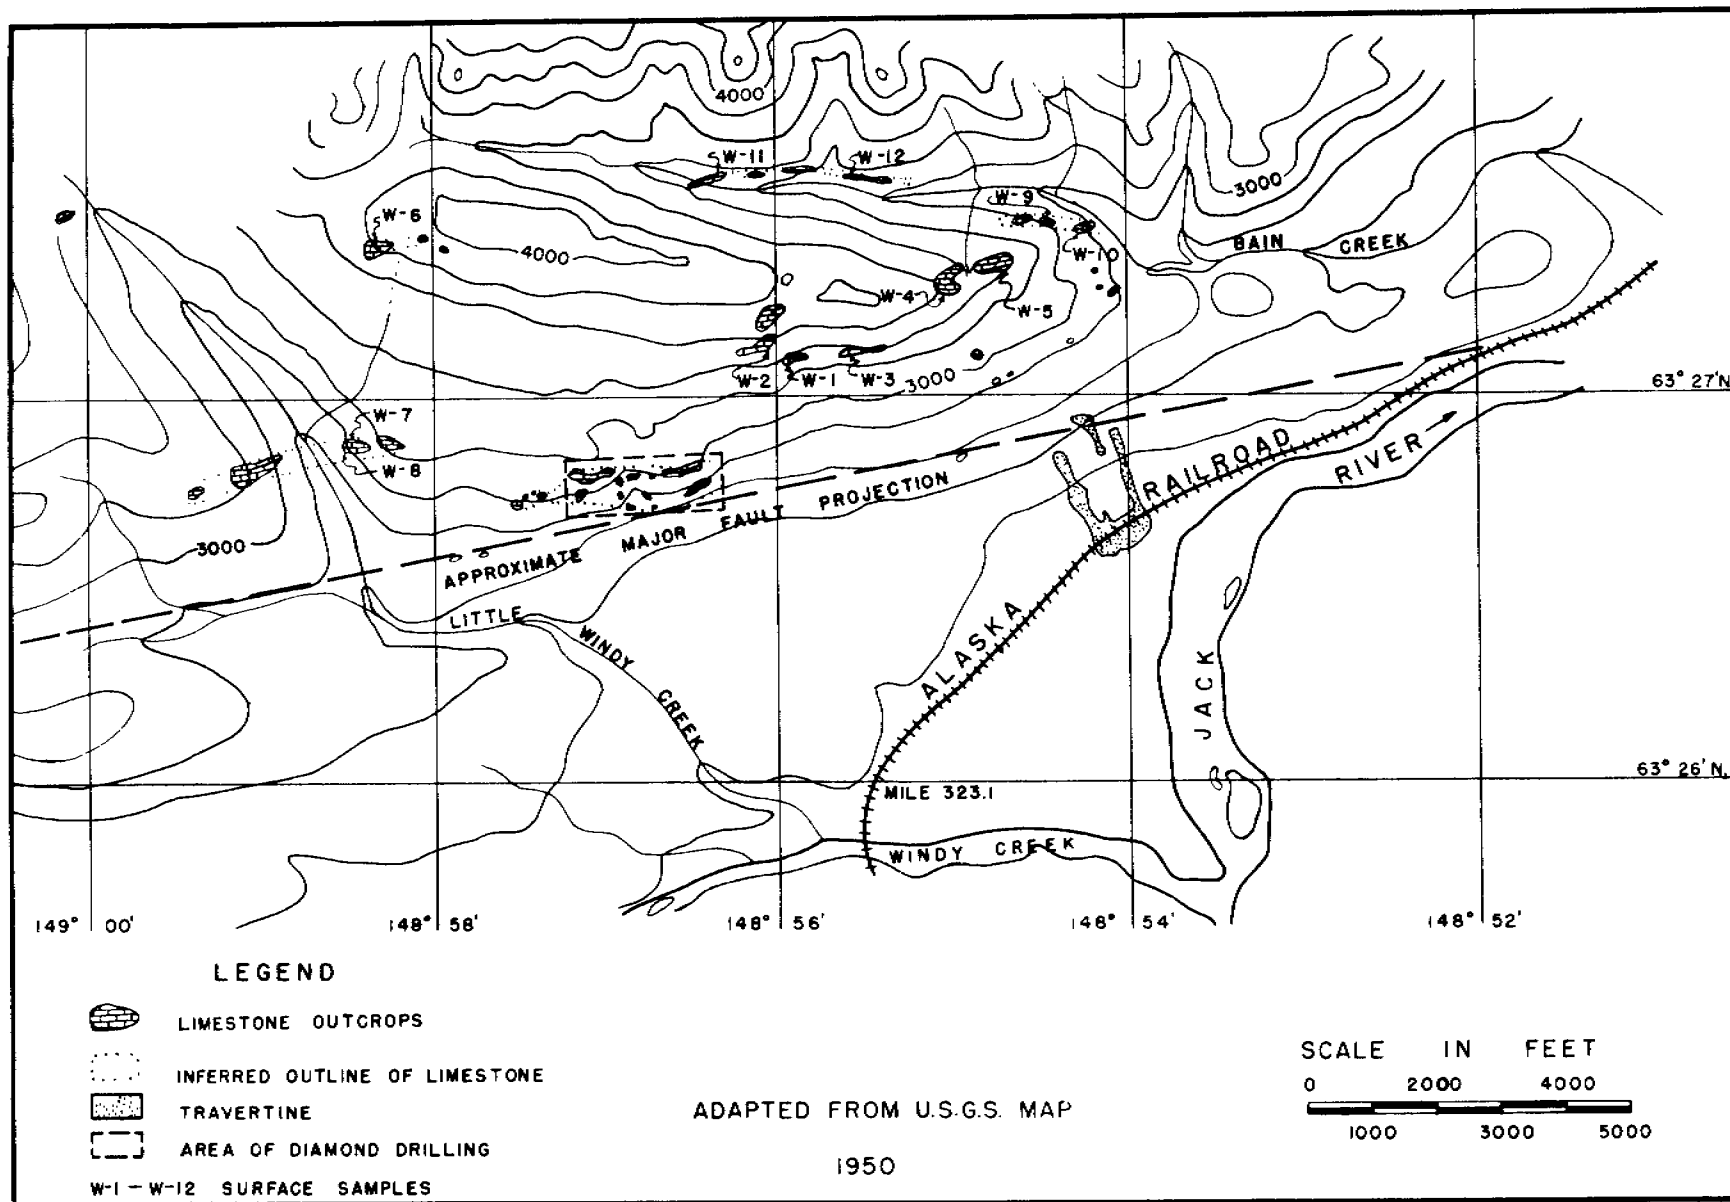 4000
W-11
W-12
3000
W-9
W-6
BAIN CREEK
4000
W-10
W-4
W-5
W-2
W-1
W-3
3000
63° 27' N.
W-7
W-8
RAILROAD
RIVER
APPROXIMATE MAJOR FAULT PROJECTION
3000
LITTLE WINDY CREEK
ALASKA
JACK
63° 26' N.
MILE 323.1
WINDY CREEK
149° 00'
148° 58'
148° 56'
148° 54'
148° 52'
LEGEND
LIMESTONE OUTCROPS
INFERRED OUTLINE OF LIMESTONE
TRAVERTINE
AREA OF DIAMOND DRILLING
W-1 – W-12 SURFACE SAMPLES
ADAPTED FROM U.S.G.S. MAP
1950
SCALE IN FEET
0 2000 4000
1000 3000 5000